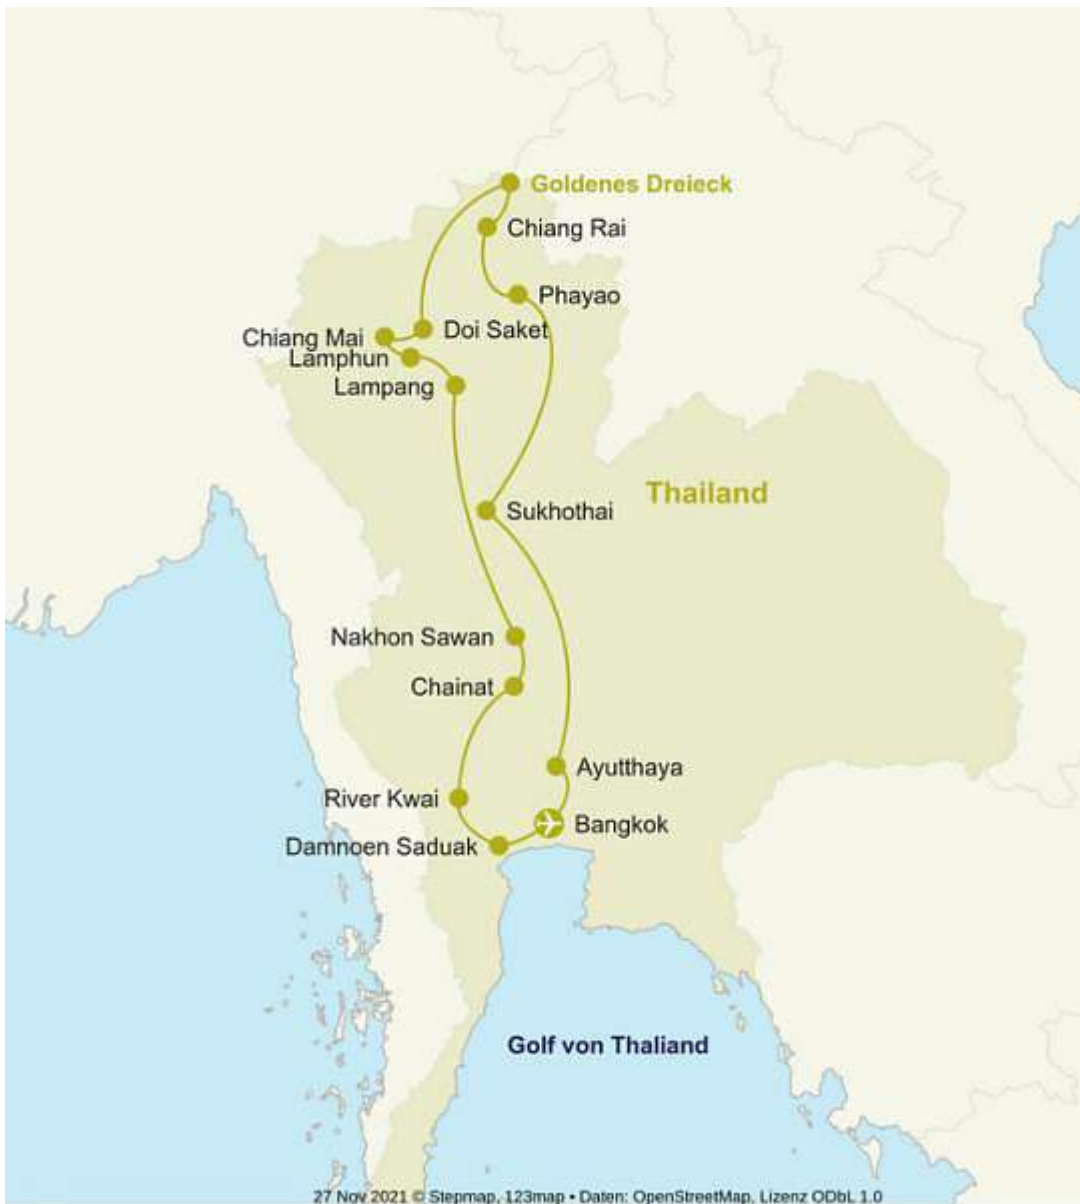 Goldenes Dreieck
Chiang Rai
Phayao
Doi Saket
Chiang Mai
Lamphun
Lampang
Thailand
Sukhothai
Nakhon Sawan
Chainat
Ayutthaya
River Kwai
Bangkok
Damnoen Saduak
Golf von Thaliand
27 Nov 2021 © Stepmap, 123map • Daten: OpenStreetMap, Lizenz ODbL 1.0